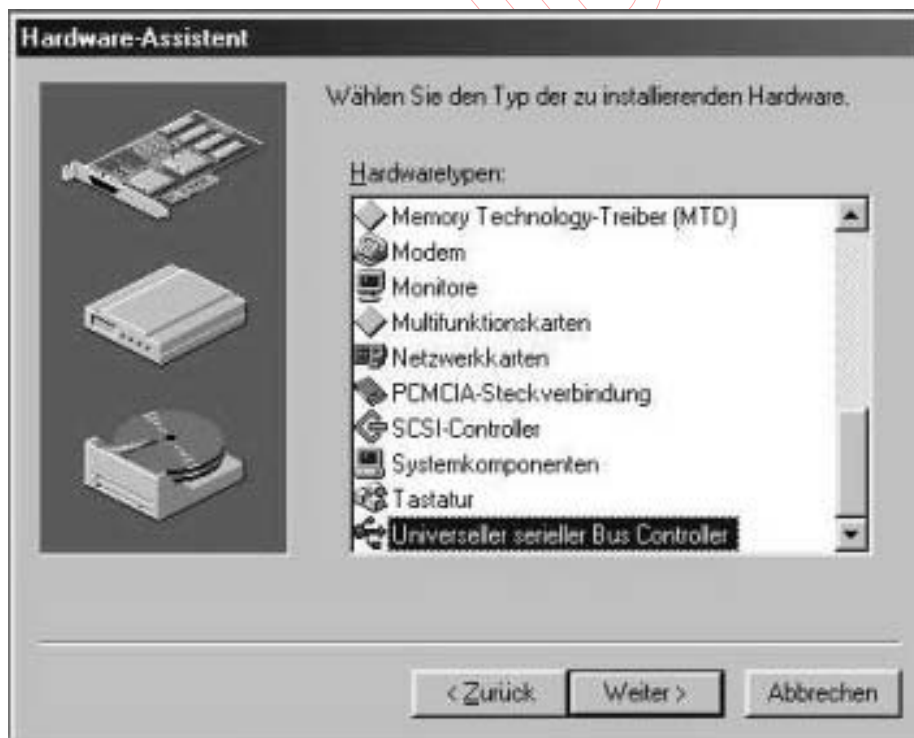 Hardware-Assistent
Wählen Sie den Typ der zu installierenden Hardware.
Hardwaretypen:
Memory Technology-Treiber (MTD)
Modem
Monitore
Multifunktionskarten
Netzwerkkarten
PCMCIA-Steckverbindung
SCSI-Controller
Systemkomponenten
Tastatur
Universeller serieller Bus Controller
< Zurück Weiter > Abbrechen